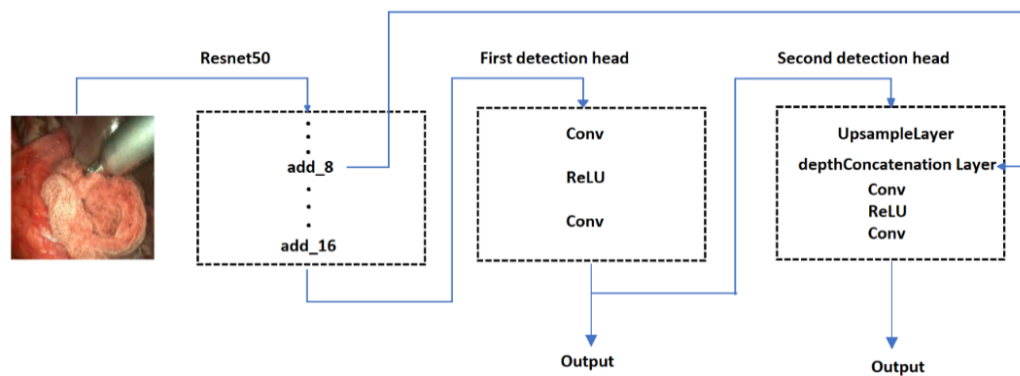 Resnet50
First detection head
Second detection head
add_8
add_16
Conv
ReLU
Conv
UpsampleLayer
depthConcatenation Layer
Conv
ReLU
Conv
Output
Output